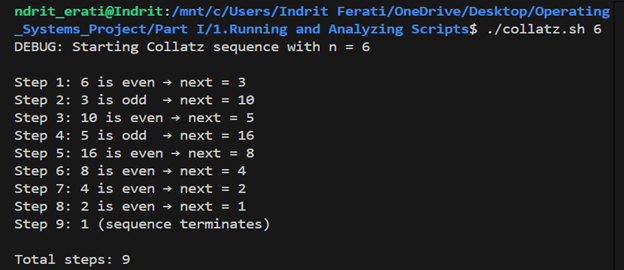 ndrit_erati@Indrit:/mnt/c/Users/Indrit Ferati/OneDrive/Desktop/Operating
_Systems_Project/Part I/1.Running and Analyzing Scripts$ ./collatz.sh 6
DEBUG: Starting Collatz sequence with n = 6

Step 1: 6 is even → next = 3
Step 2: 3 is odd  → next = 10
Step 3: 10 is even → next = 5
Step 4: 5 is odd  → next = 16
Step 5: 16 is even → next = 8
Step 6: 8 is even → next = 4
Step 7: 4 is even → next = 2
Step 8: 2 is even → next = 1
Step 9: 1 (sequence terminates)

Total steps: 9